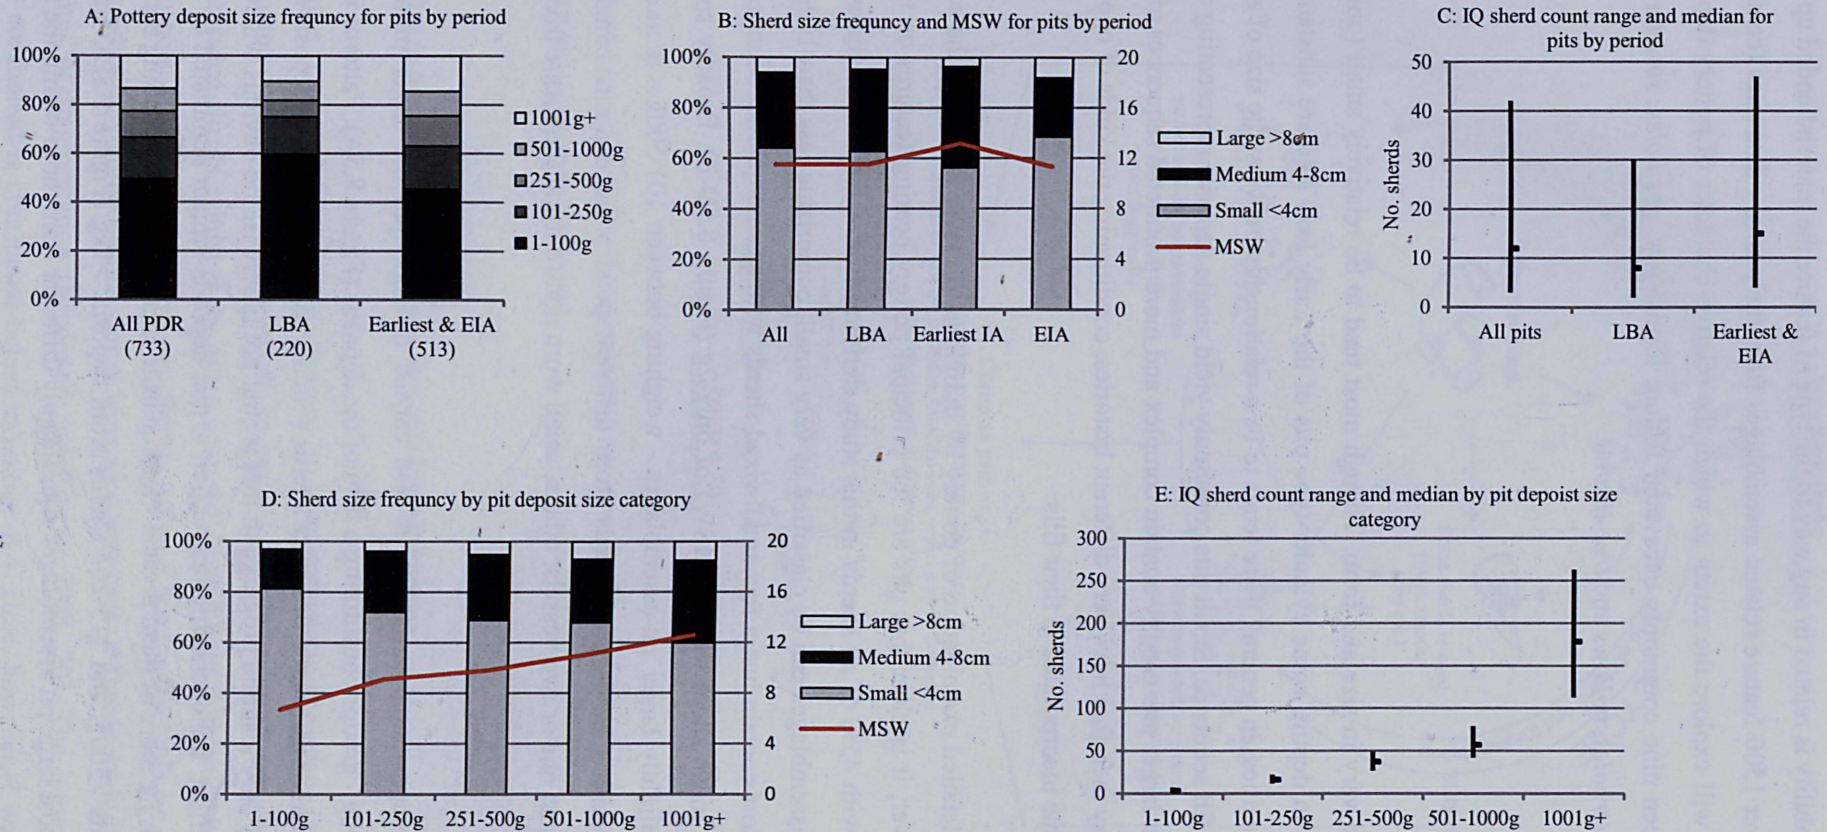 A: Pottery deposit size frequncy for pits by period
100%
80%
60%
40%
20%
0%
All PDR
(733)
LBA
(220)
Earliest & EIA
(513)
1001g+
501-1000g
251-500g
101-250g
1-100g
B: Sherd size frequncy and MSW for pits by period
100%
80%
60%
40%
20%
0%
20
16
12
8
4
0
All
LBA
Earliest IA
EIA
Large >8cm
Medium 4-8cm
Small <4cm
MSW
C: IQ sherd count range and median for
pits by period
No. sherds
50
40
30
20
10
0
All pits
LBA
Earliest &
EIA
D: Sherd size frequncy by pit deposit size category
100%
80%
60%
40%
20%
0%
20
16
12
8
4
0
1-100g
101-250g
251-500g
501-1000g
1001g+
Large >8cm
Medium 4-8cm
Small <4cm
MSW
E: IQ sherd count range and median by pit depoist size
category
No. sherds
300
250
200
150
100
50
0
1-100g
101-250g
251-500g
501-1000g
1001g+